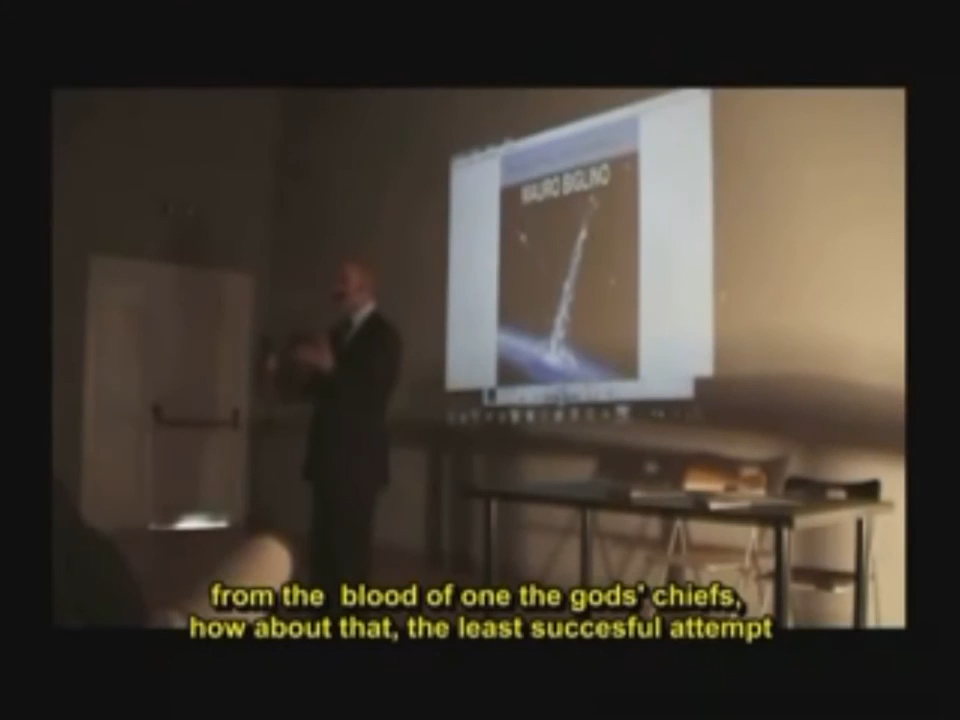 MAURO BIGLINO
from the  blood of one the gods' chiefs,
how about that, the least succesful attempt